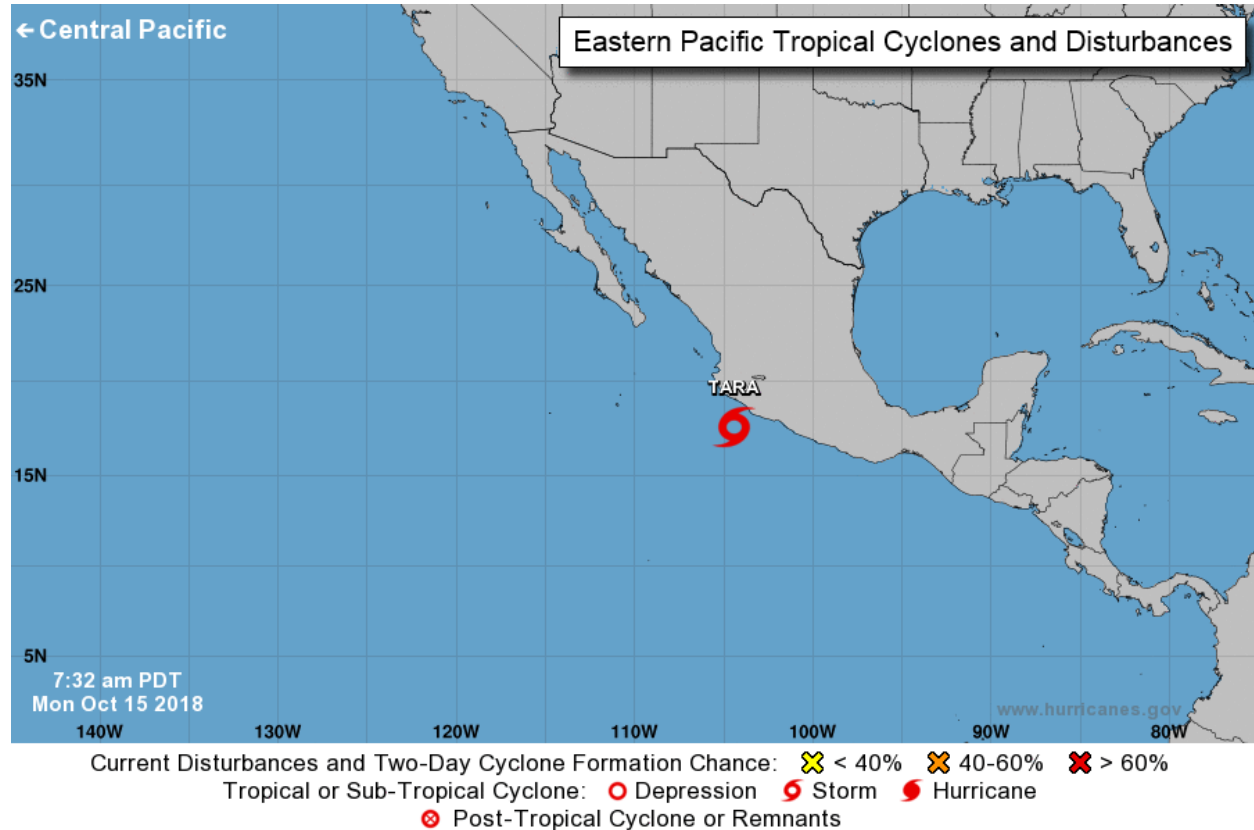 ← Central Pacific
Eastern Pacific Tropical Cyclones and Disturbances
35N
25N
TARA
15N
5N
7:32 am PDT
Mon Oct 15 2018
www.hurricanes.gov
140W 130W 120W 110W 100W 90W 80W
Current Disturbances and Two-Day Cyclone Formation Chance: < 40% 40-60% > 60%
Tropical or Sub-Tropical Cyclone: Depression Storm Hurricane
Post-Tropical Cyclone or Remnants